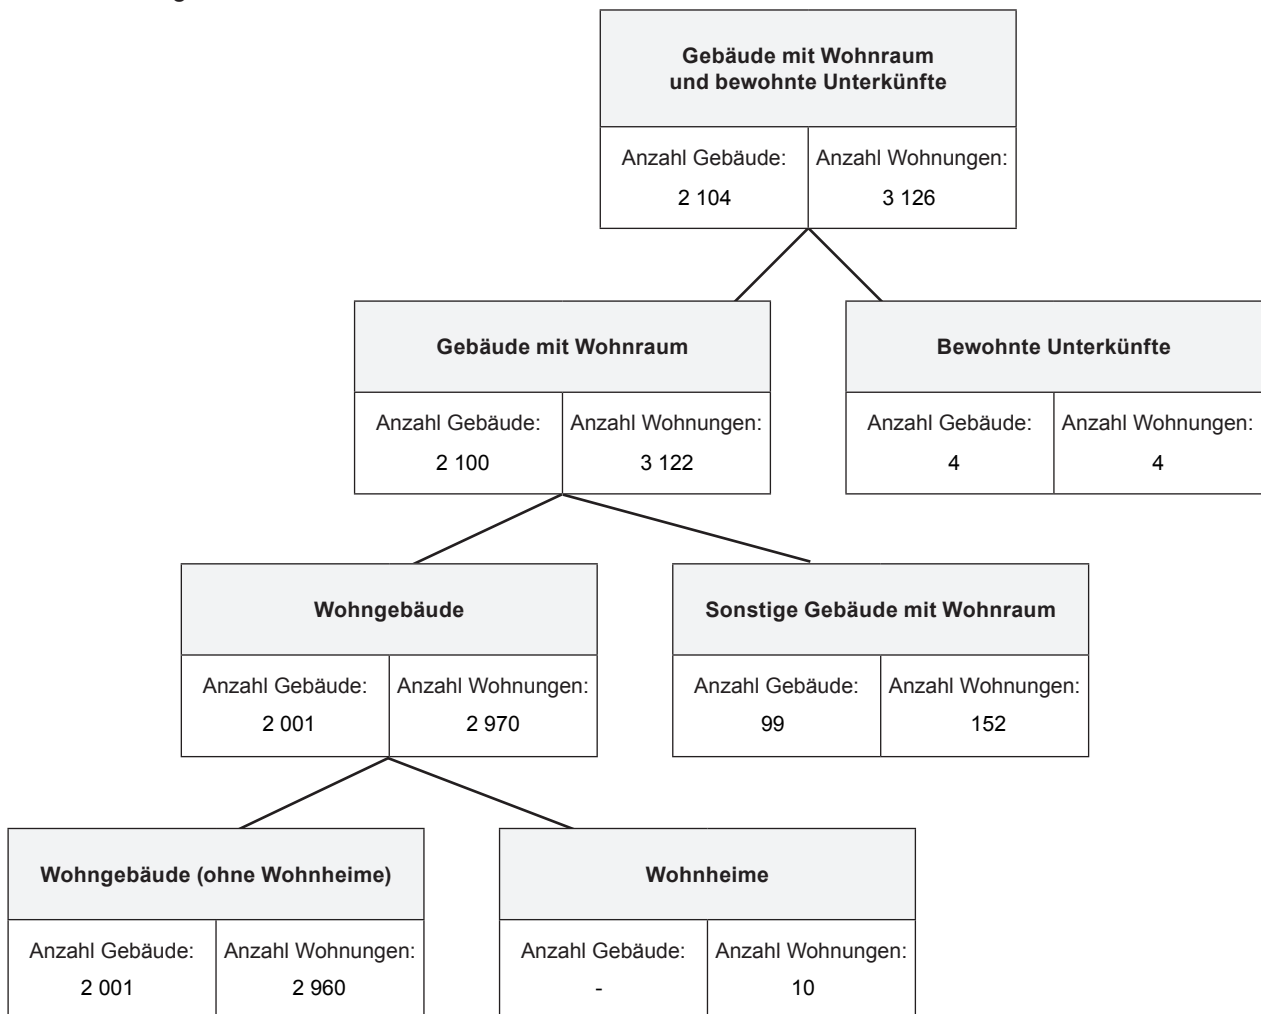 Gebäude mit Wohnraum
und bewohnte Unterkünfte
Anzahl Gebäude: Anzahl Wohnungen:
2 104 3 126
Gebäude mit Wohnraum Bewohnte Unterkünfte
Anzahl Gebäude: Anzahl Wohnungen: Anzahl Gebäude: Anzahl Wohnungen:
2 100 3 122 4 4
Wohngebäude Sonstige Gebäude mit Wohnraum
Anzahl Gebäude: Anzahl Wohnungen: Anzahl Gebäude: Anzahl Wohnungen:
2 001 2 970 99 152
Wohngebäude (ohne Wohnheime) Wohnheime
Anzahl Gebäude: Anzahl Wohnungen: Anzahl Gebäude: Anzahl Wohnungen:
2 001 2 960 - 10